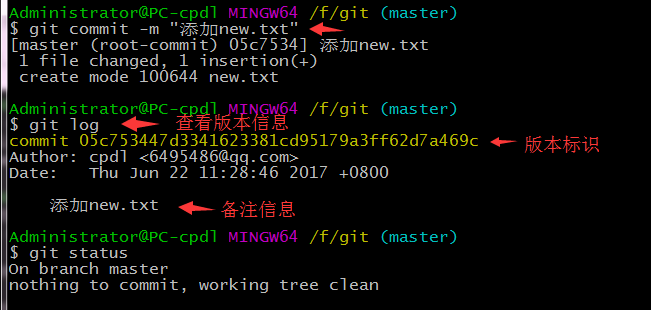 Administrator@PC-cpdl MINGW64 /f/git (master)
$ git commit -m "添加new.txt"
[master (root-commit) 05c7534] 添加new.txt
 1 file changed, 1 insertion(+)
 create mode 100644 new.txt
Administrator@PC-cpdl MINGW64 /f/git (master)
$ git log 查看版本信息
commit 05c753447d3341623381cd95179a3ff62d7a469c 版本标识
Author: cpdl <6495486@qq.com>
Date:   Thu Jun 22 11:28:46 2017 +0800
    添加new.txt 备注信息
Administrator@PC-cpdl MINGW64 /f/git (master)
$ git status
On branch master
nothing to commit, working tree clean